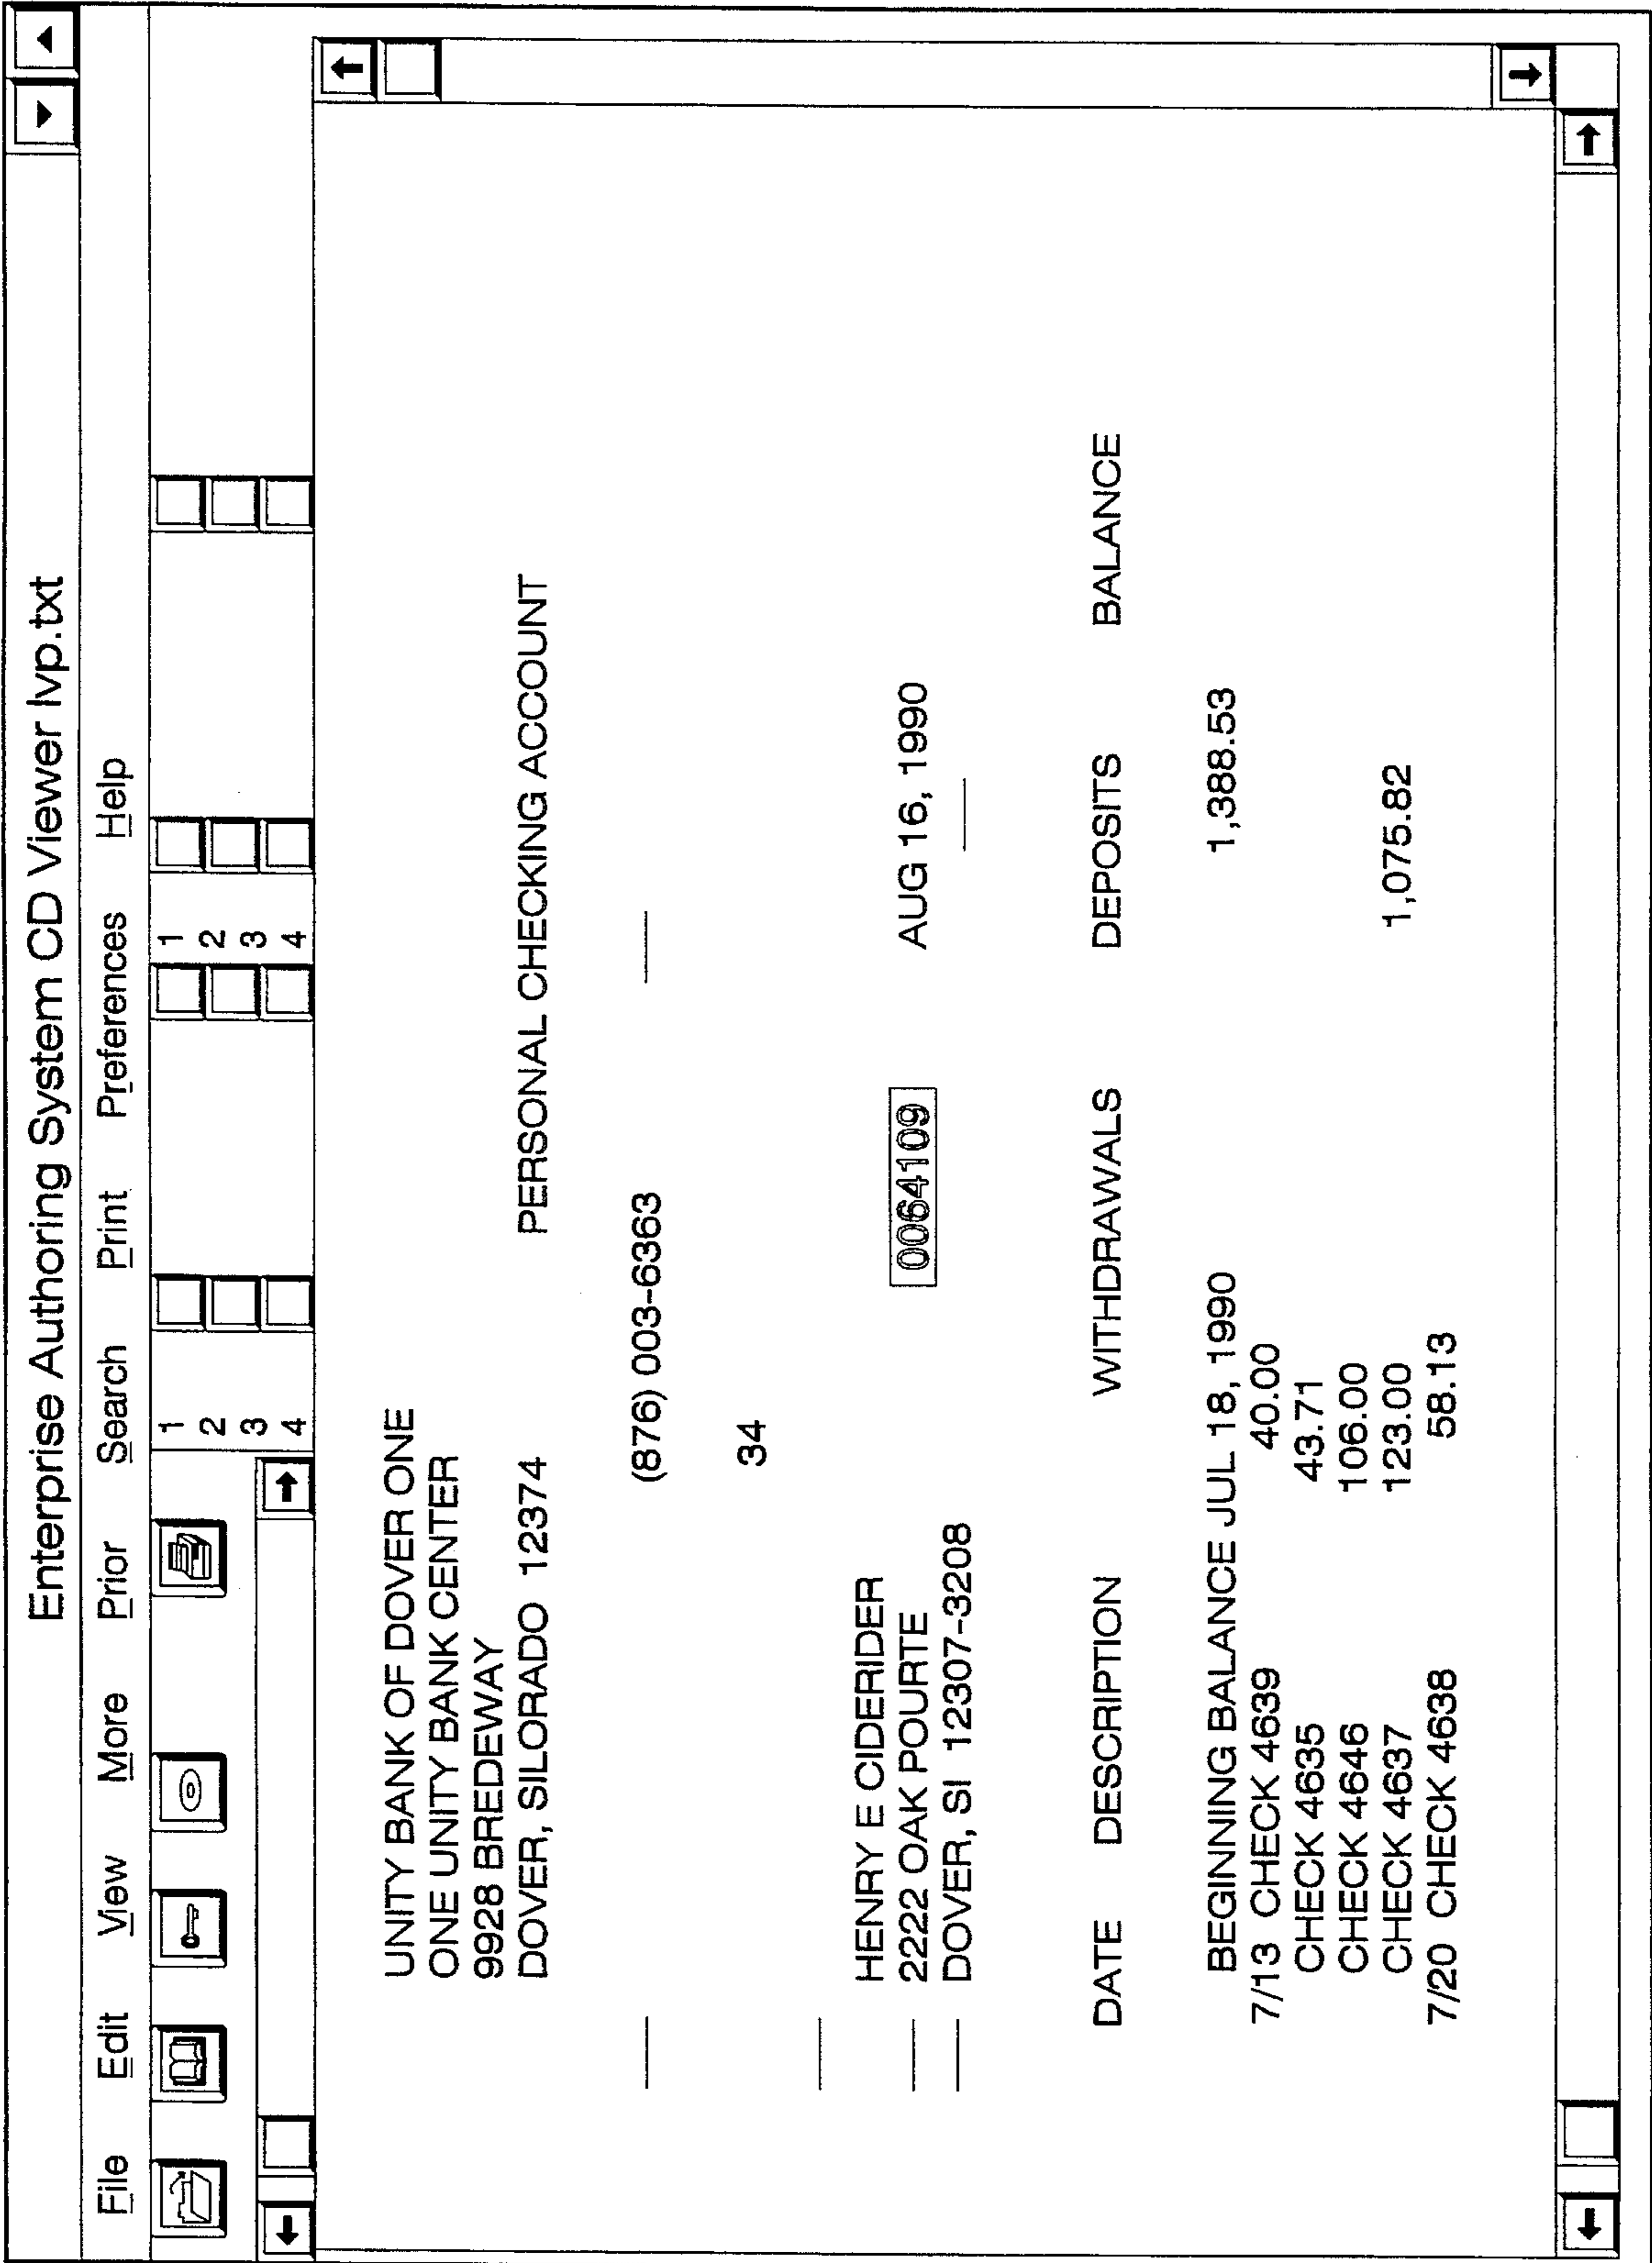 Enterprise Authoring System CD Viewer lvp.txt
File Edit View More Prior Search Print Preferences Help
1 1
2 2
3 3
4 4
UNITY BANK OF DOVER ONE
ONE UNITY BANK CENTER
9928 BREDEWAY
DOVER, SILORADO 12374 PERSONAL CHECKING ACCOUNT
(876) 003-6363
34
HENRY E CIDERIDER
2222 OAK POURTE 0064109 AUG 16, 1990
DOVER, SI 12307-3208
DATE DESCRIPTION WITHDRAWALS DEPOSITS BALANCE
BEGINNING BALANCE JUL 18, 1990 1,388.53
7/13 CHECK 4639 40.00
CHECK 4635 43.71
CHECK 4646 106.00
CHECK 4637 123.00 1,075.82
7/20 CHECK 4638 58.13